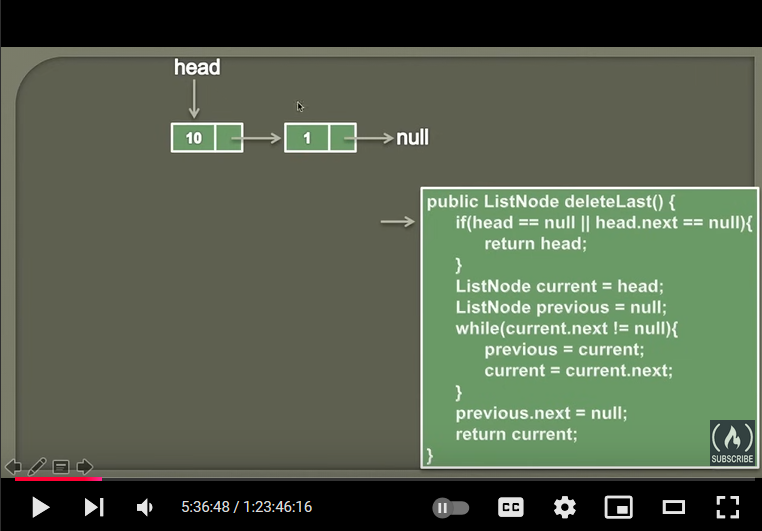 head
10
1
null
public ListNode deleteLast() {
if(head == null || head.next == null){
return head;
}
ListNode current = head;
ListNode previous = null;
while(current.next != null){
previous = current;
current = current.next;
}
previous.next = null;
return current;
}
SUBSCRIBE
5:36:48 / 1:23:46:16
CC